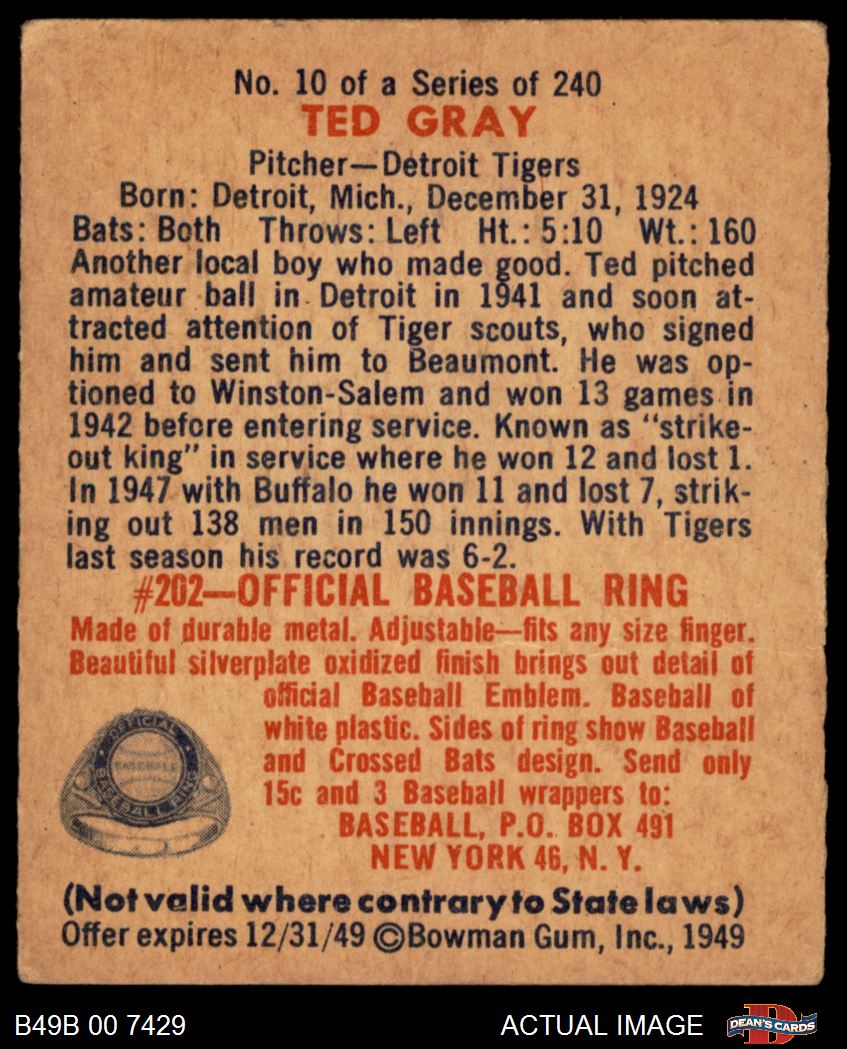 No. 10 of a Series of 240
TED GRAY
Pitcher—Detroit Tigers
Born: Detroit, Mich., December 31, 1924
Bats: Both Throws: Left Ht.: 5:10 Wt.: 160
Another local boy who made good. Ted pitched
amateur ball in Detroit in 1941 and soon at-
tracted attention of Tiger scouts, who signed
him and sent him to Beaumont. He was op-
tioned to Winston-Salem and won 13 games in
1942 before entering service. Known as "strike-
out king" in service where he won 12 and lost 1.
In 1947 with Buffalo he won 11 and lost 7, strik-
ing out 138 men in 150 innings. With Tigers
last season his record was 6-2.
#202—OFFICIAL BASEBALL RING
Made of durable metal. Adjustable—fits any size finger.
Beautiful silverplate oxidized finish brings out detail of
official Baseball Emblem. Baseball of
white plastic. Sides of ring show Baseball
and Crossed Bats design. Send only
15c and 3 Baseball wrappers to:
BASEBALL, P.O. BOX 491
NEW YORK 46, N. Y.
OFFICIAL
BASEBALL
BASEBALL RING
(Not valid where contrary to State laws)
Offer expires 12/31/49 ©Bowman Gum, Inc., 1949
B49B 00 7429
ACTUAL IMAGE
D
DEAN'S CARDS